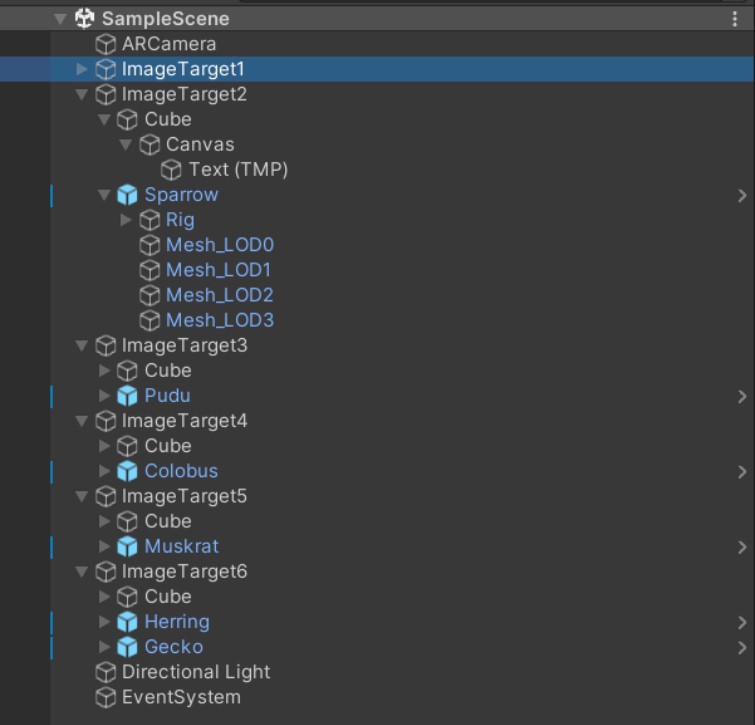 SampleScene
ARCamera
ImageTarget1
ImageTarget2
Cube
Canvas
Text (TMP)
Sparrow
Rig
Mesh_LOD0
Mesh_LOD1
Mesh_LOD2
Mesh_LOD3
ImageTarget3
Cube
Pudu
ImageTarget4
Cube
Colobus
ImageTarget5
Cube
Muskrat
ImageTarget6
Cube
Herring
Gecko
Directional Light
EventSystem